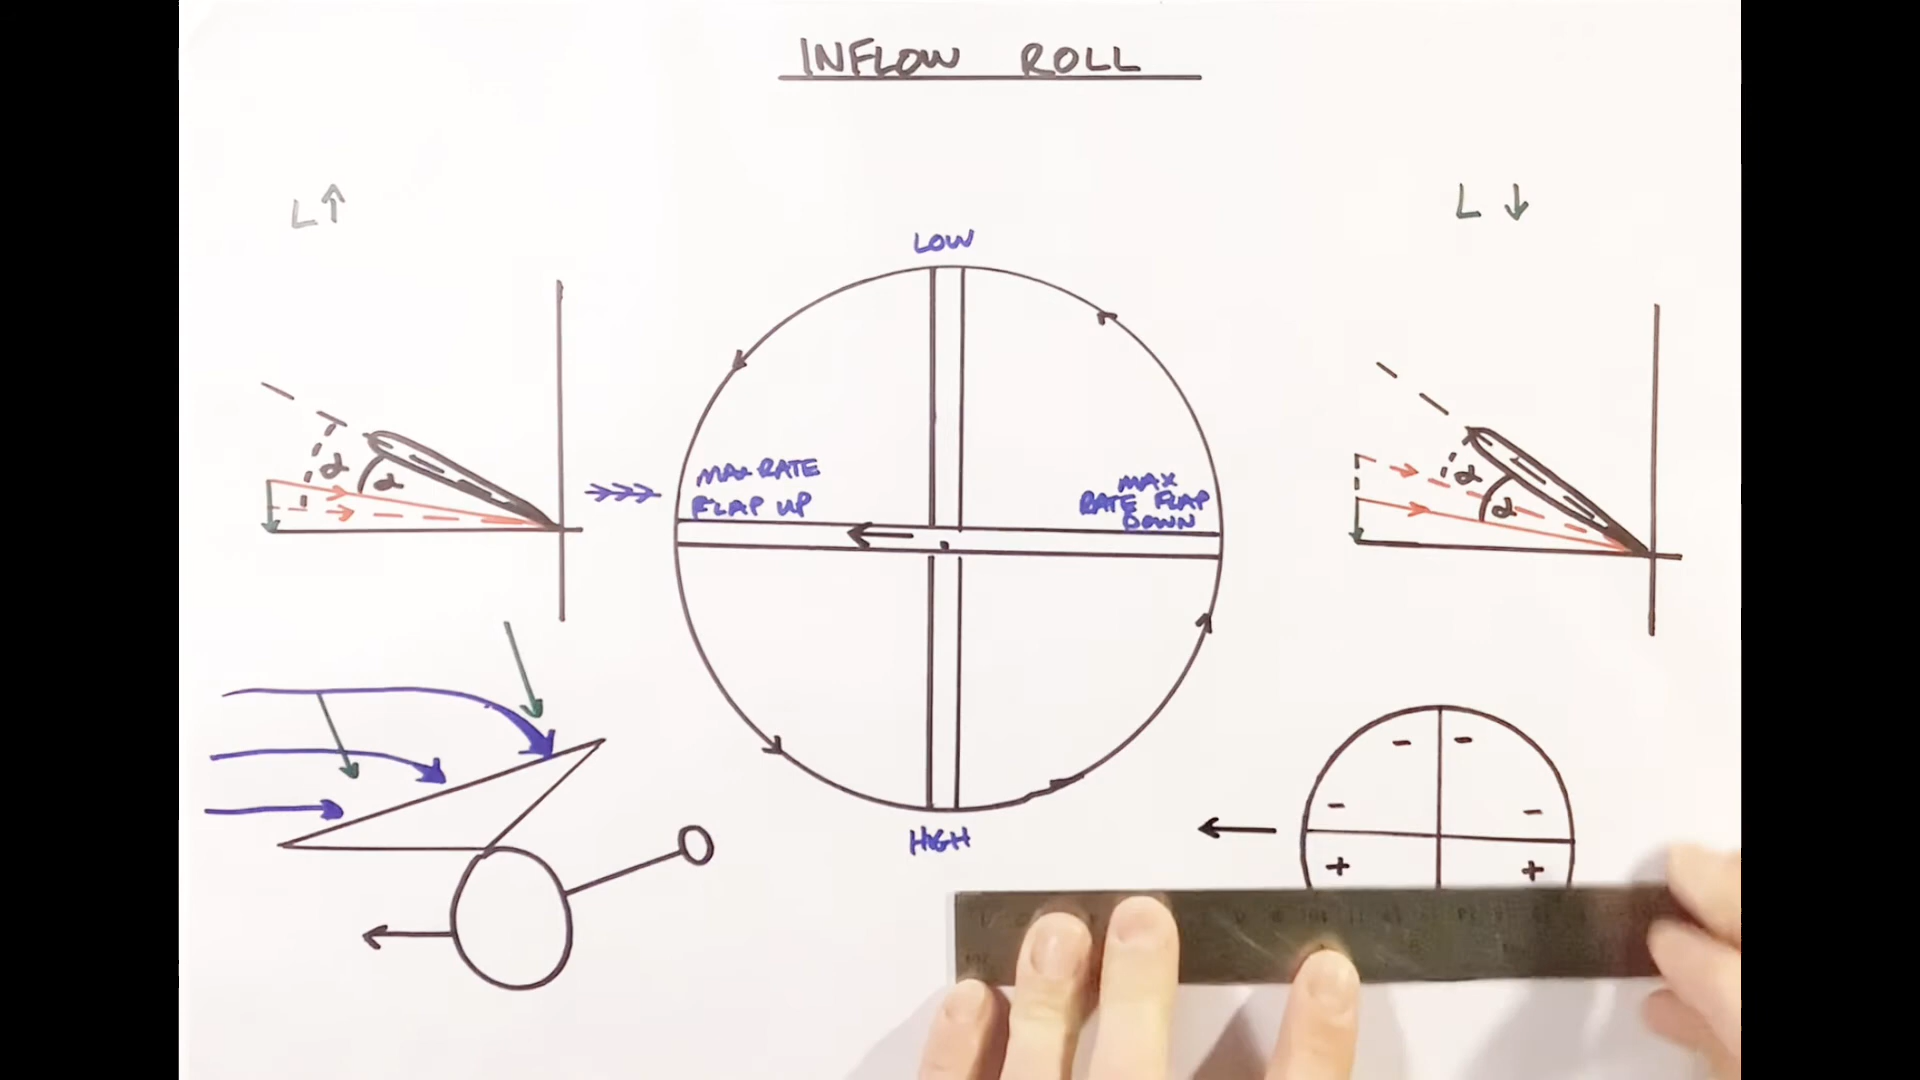 INFLOW ROLL
L↑
L ↓
LOW
MAX RATE
FLAP UP
MAX
RATE FLAP
DOWN
α
α
α
α
- -
- -
+ +
HIGH